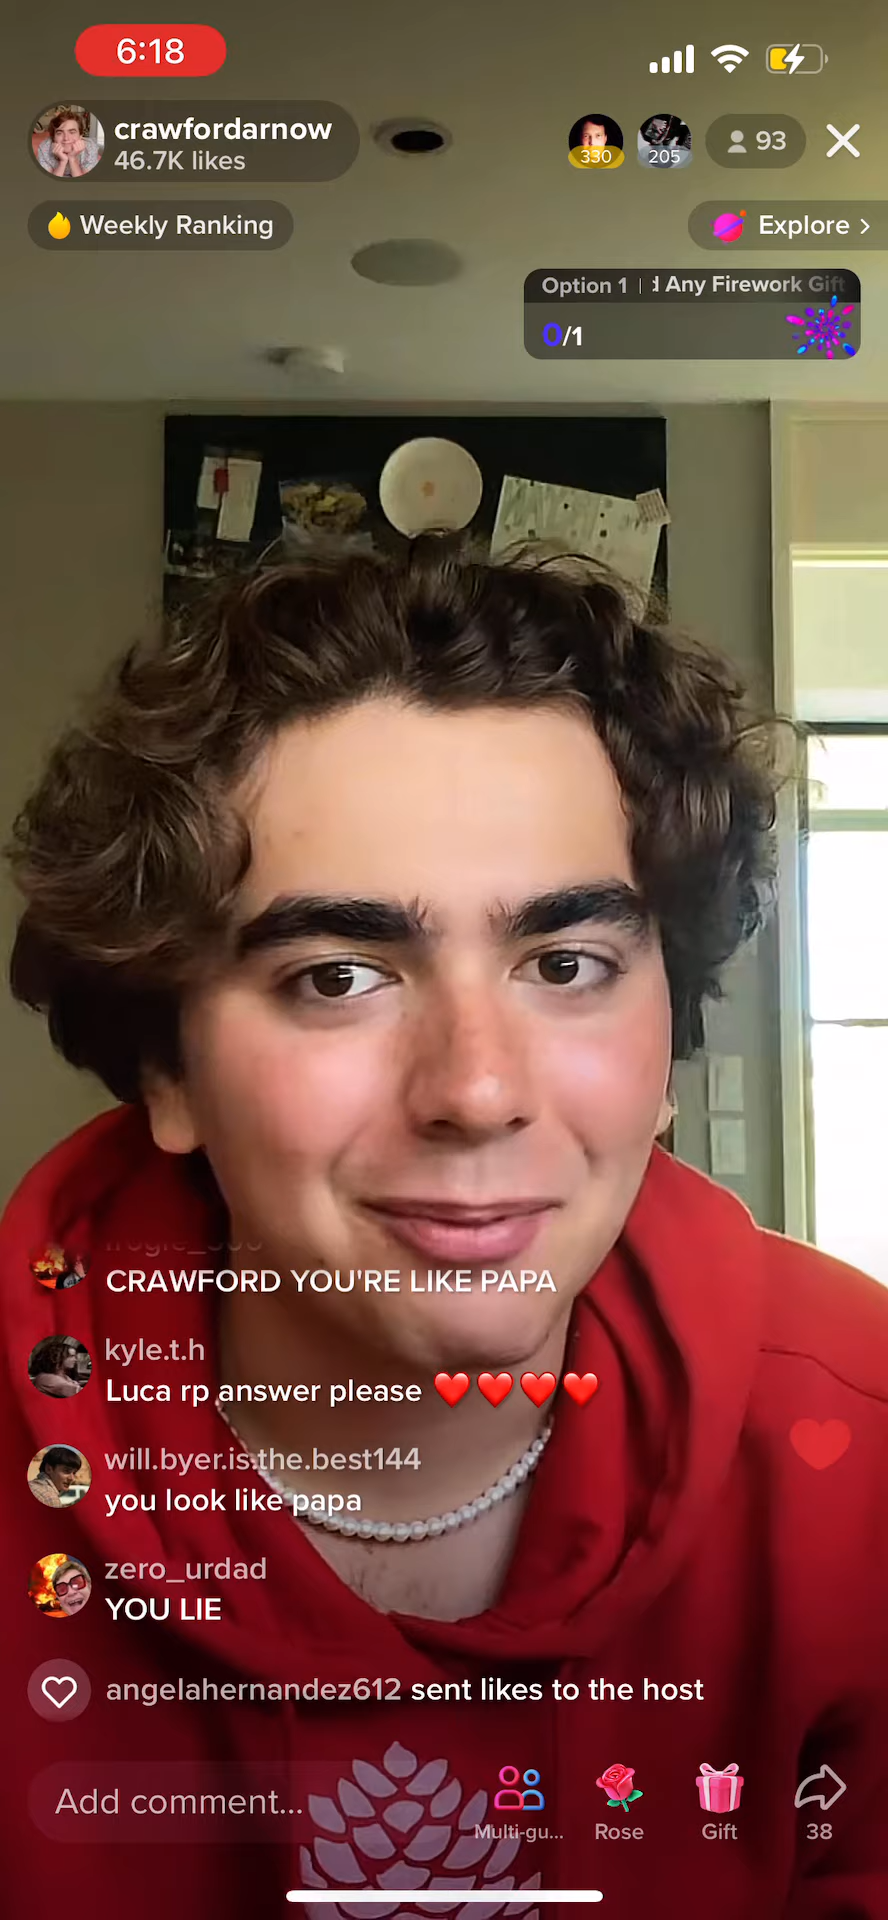 6:18
crawfordarnow
46.7K likes
330
205
93
Weekly Ranking
Explore
Option 1 | d Any Firework Gift
0/1
CRAWFORD YOU'RE LIKE PAPA
kyle.t.h
Luca rp answer please ❤️❤️❤️❤️
will.byer.is.the.best144
you look like papa
zero_urdad
YOU LIE
angelahernandez612 sent likes to the host
Add comment...
Multi-gu...
Rose
Gift
38